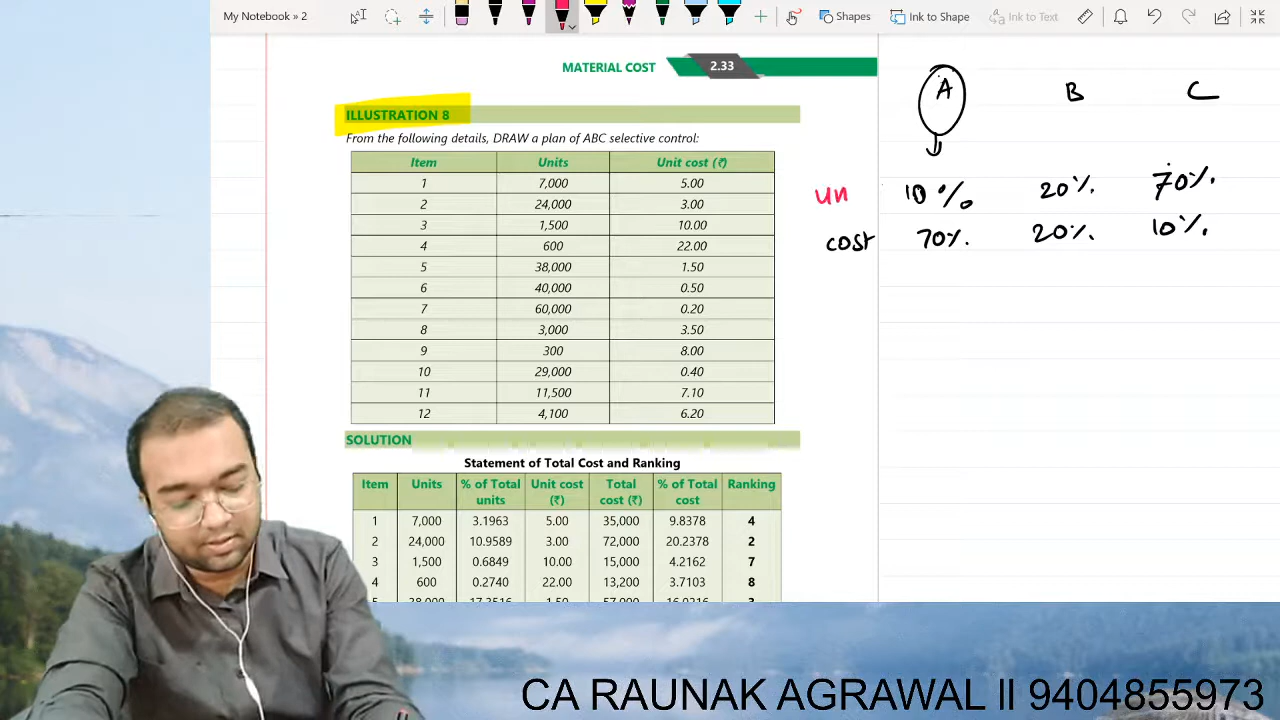 My Notebook » 2
Shapes
Ink to Shape
Ink to Text
MATERIAL COST 2.33
ILLUSTRATION 8
From the following details, DRAW a plan of ABC selective control:
Item Units Unit cost (₹)
1 7,000 5.00
2 24,000 3.00
3 1,500 10.00
4 600 22.00
5 38,000 1.50
6 40,000 0.50
7 60,000 0.20
8 3,000 3.50
9 300 8.00
10 29,000 0.40
11 11,500 7.10
12 4,100 6.20
SOLUTION
Statement of Total Cost and Ranking
Item Units % of Total units Unit cost (₹) Total cost (₹) % of Total cost Ranking
1 7,000 3.1963 5.00 35,000 9.8378 4
2 24,000 10.9589 3.00 72,000 20.2378 2
3 1,500 0.6849 10.00 15,000 4.2162 7
4 600 0.2740 22.00 13,200 3.7103 8
A B C
un 10% 20% 70%
cost 70% 20% 10%
CA RAUNAK AGRAWAL II 9404855973